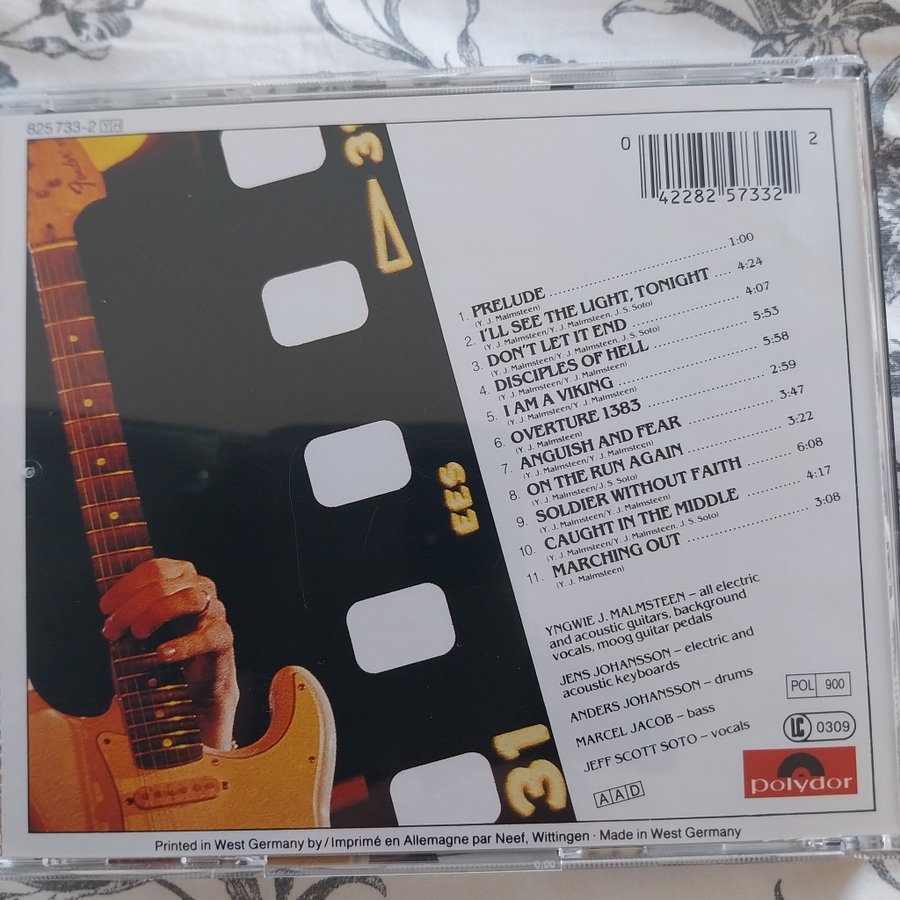 825 733-2 YH
Fender
3
EES
31
0 42282 57332 2
1. PRELUDE 1:00
(Y. J. Malmsteen)
2. I'LL SEE THE LIGHT, TONIGHT 4:24
(Y. J. Malmsteen/Y. J. Malmsteen, J. S. Soto)
3. DON'T LET IT END 4:07
(Y. J. Malmsteen/Y. J. Malmsteen, J.S. Soto)
4. DISCIPLES OF HELL 5:53
(Y. J. Malmsteen/Y. J. Malmsteen)
5. I AM A VIKING 5:58
(Y. J. Malmsteen/Y. J. Malmsteen)
6. OVERTURE 1383 2:59
(Y. J. Malmsteen)
7. ANGUISH AND FEAR 3:47
(Y. J. Malmsteen/Y. J. Malmsteen)
8. ON THE RUN AGAIN 3:22
(Y. J. Malmsteen/J. S. Soto)
9. SOLDIER WITHOUT FAITH 6:08
(Y. J. Malmsteen/Y. J. Malmsteen)
10. CAUGHT IN THE MIDDLE 4:17
(Y. J. Malmsteen/Y. J. Malmsteen, J.S. Soto)
11. MARCHING OUT 3:08
(Y. J. Malmsteen)
YNGWIE J. MALMSTEEN – all electric
and acoustic guitars, background
vocals, moog guitar pedals
JENS JOHANSSON – electric and
acoustic keyboards
ANDERS JOHANSSON – drums
MARCEL JACOB – bass
JEFF SCOTT SOTO – vocals
AAD
POL 900
LC 0309
polydor
Printed in West Germany by / Imprimé en Allemagne par Neef, Wittingen · Made in West Germany